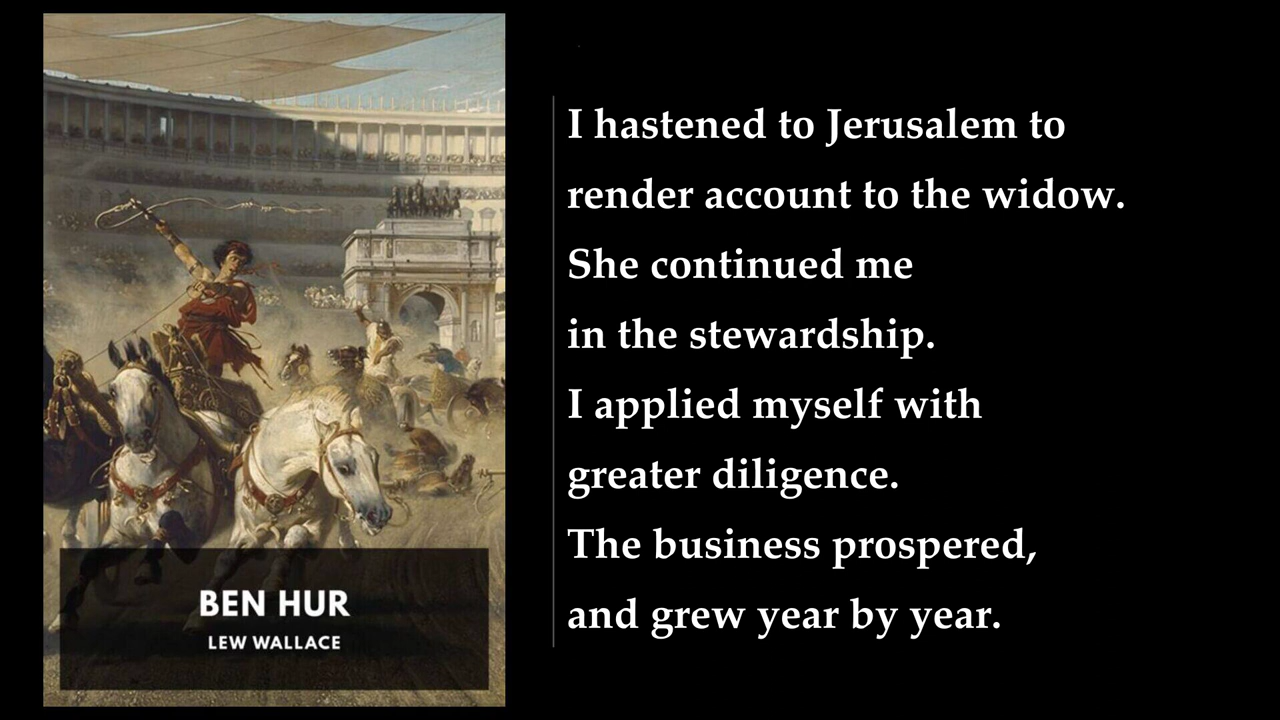 BEN HUR
LEW WALLACE
I hastened to Jerusalem to
render account to the widow.
She continued me
in the stewardship.
I applied myself with
greater diligence.
The business prospered,
and grew year by year.